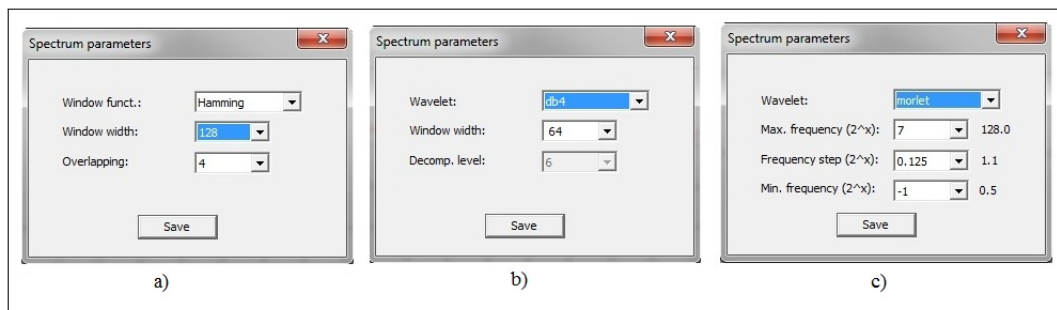 Spectrum parameters
Window funct.: Hamming
Window width: 128
Overlapping: 4
Save
a)
Spectrum parameters
Wavelet: db4
Window width: 64
Decomp. level: 6
Save
b)
Spectrum parameters
Wavelet: morlet
Max. frequency (2^x): 7 128.0
Frequency step (2^x): 0.125 1.1
Min. frequency (2^x): -1 0.5
Save
c)